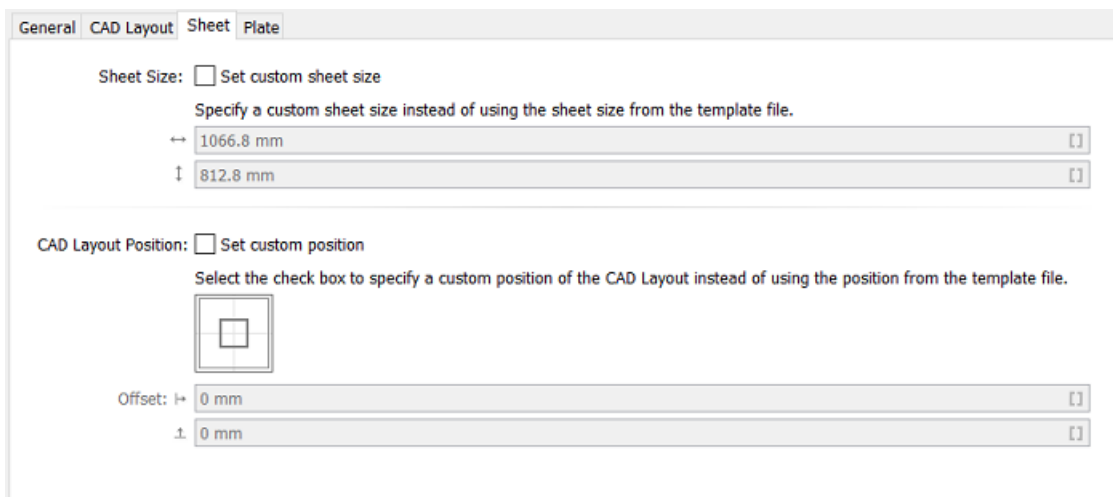 General CAD Layout Sheet Plate
Sheet Size: Set custom sheet size
Specify a custom sheet size instead of using the sheet size from the template file.
1066.8 mm []
812.8 mm []
CAD Layout Position: Set custom position
Select the check box to specify a custom position of the CAD Layout instead of using the position from the template file.
Offset: 0 mm []
0 mm []